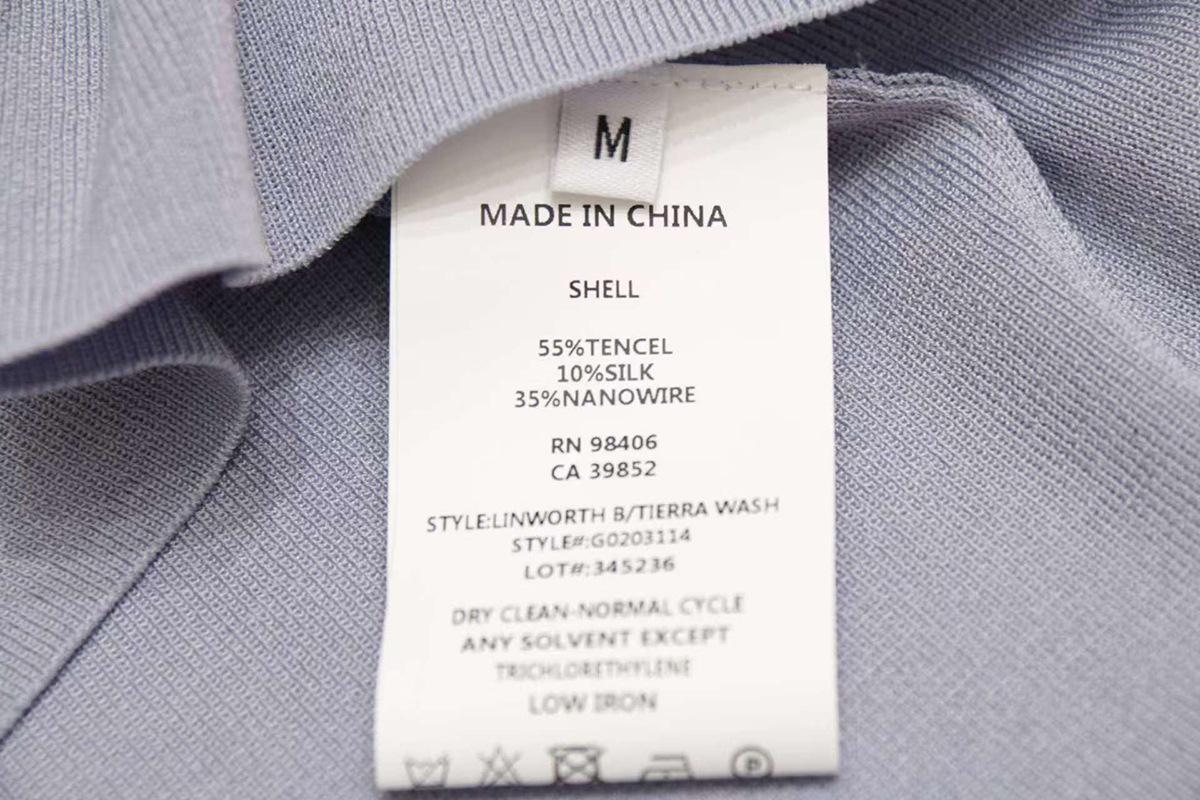 M
MADE IN CHINA
SHELL
55%TENCEL
10%SILK
35%NANOWIRE
RN 98406
CA 39852
STYLE:LINWORTH B/TIERRA WASH
STYLE#:G0203114
LOT#:345236
DRY CLEAN-NORMAL CYCLE
ANY SOLVENT EXCEPT
TRICHLORETHYLENE
LOW IRON
P